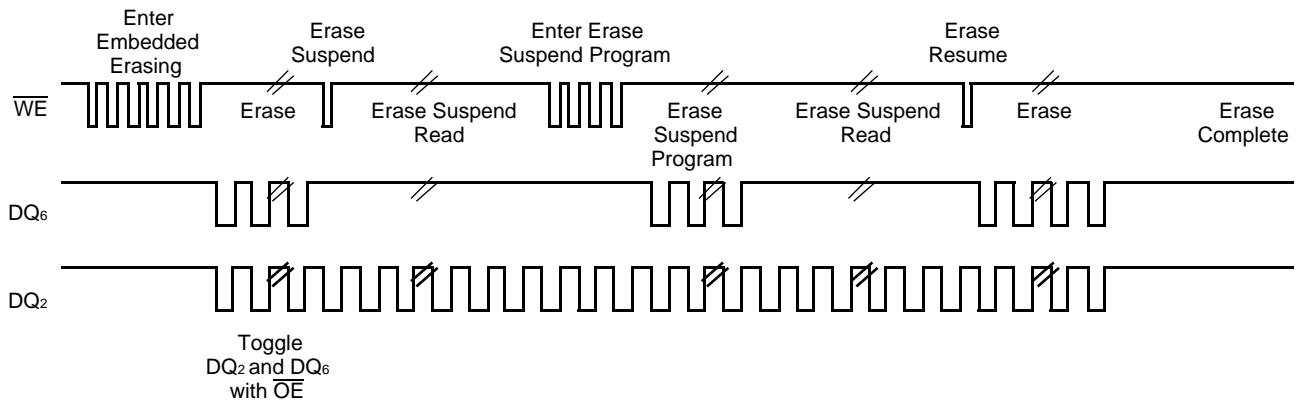 Enter
Embedded
Erasing
Erase
Suspend
Enter Erase
Suspend Program
Erase
Resume
WE
Erase
Erase Suspend
Read
Erase
Suspend
Program
Erase Suspend
Read
Erase
Erase
Complete
DQ6
DQ2
Toggle
DQ2 and DQ6
with OE